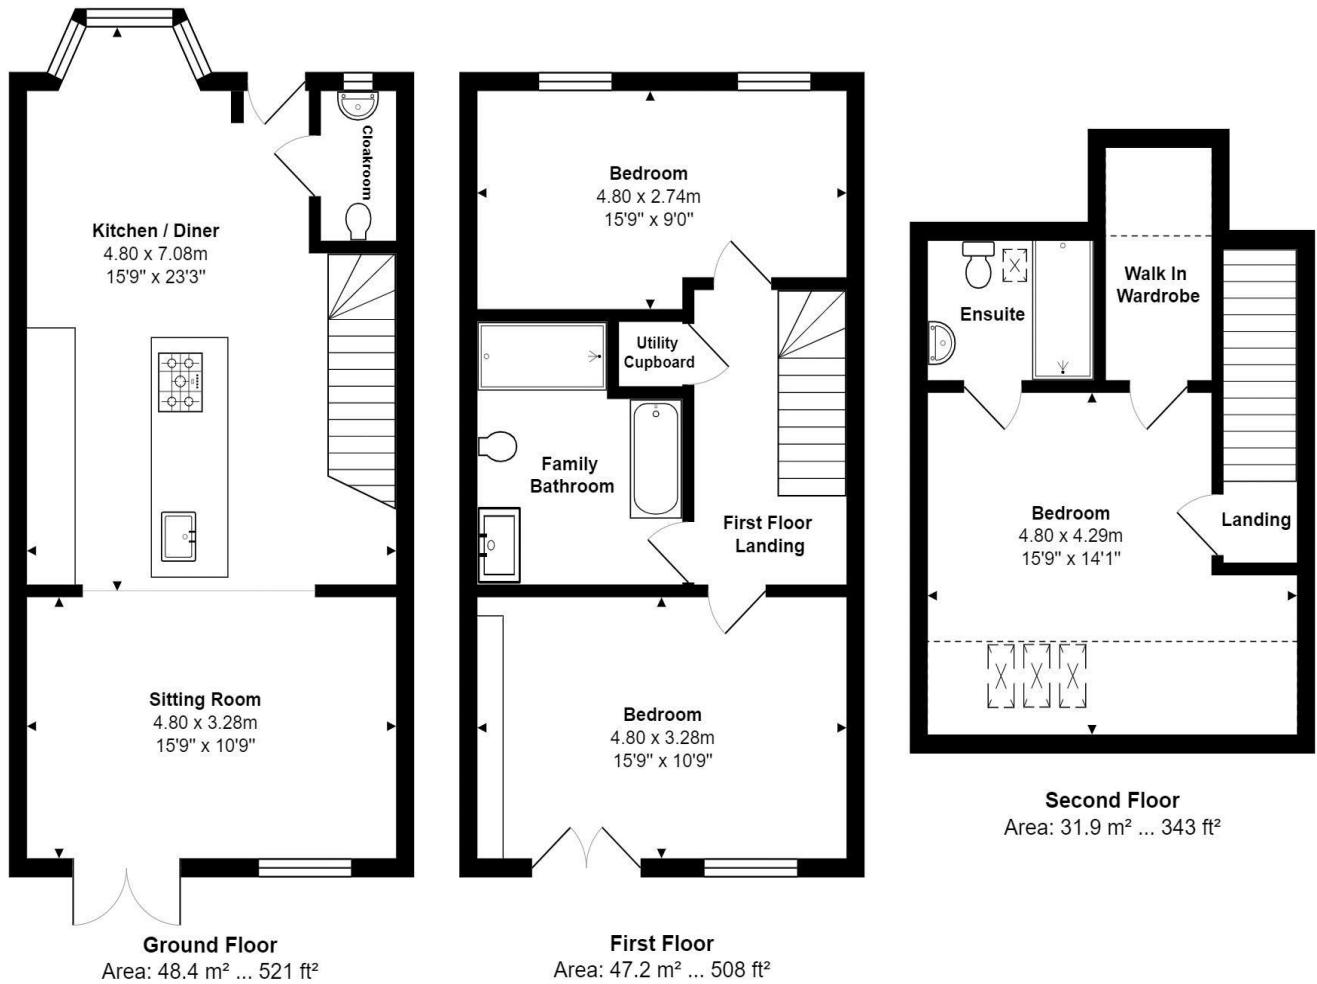 Cloakroom
Kitchen / Diner
4.80 x 7.08m
15'9" x 23'3"
Sitting Room
4.80 x 3.28m
15'9" x 10'9"
Ground Floor
Area: 48.4 m² ... 521 ft²
Bedroom
4.80 x 2.74m
15'9" x 9'0"
Utility
Cupboard
Family
Bathroom
First Floor
Landing
Bedroom
4.80 x 3.28m
15'9" x 10'9"
First Floor
Area: 47.2 m² ... 508 ft²
Walk In
Wardrobe
Ensuite
Bedroom
4.80 x 4.29m
15'9" x 14'1"
Landing
Second Floor
Area: 31.9 m² ... 343 ft²